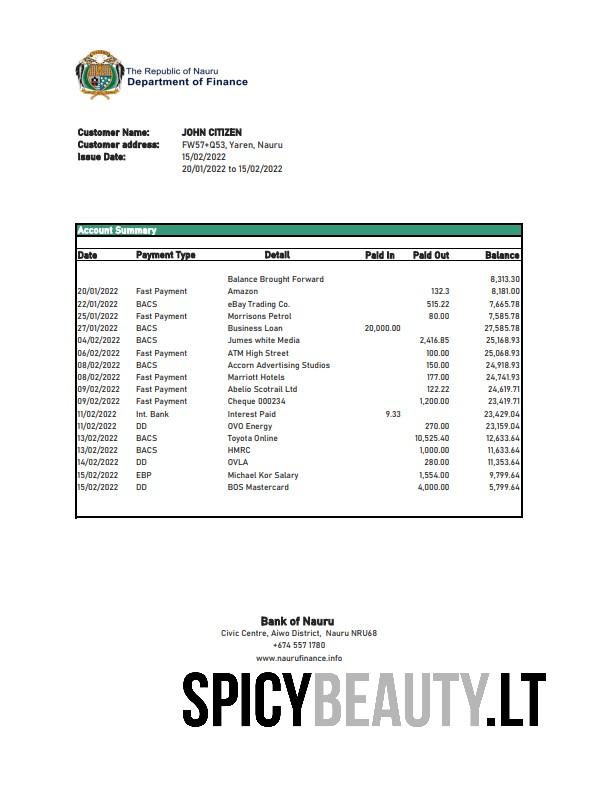 The Republic of Nauru
Department of Finance
Customer Name: JOHN CITIZEN
Customer address: FW57+Q53, Yaren, Nauru
Issue Date: 15/02/2022
20/01/2022 to 15/02/2022
Account Summary
Date Payment Type Detail Paid In Paid Out Balance
Balance Brought Forward 8,313.30
20/01/2022 Fast Payment Amazon 132.3 8,181.00
22/01/2022 BACS eBay Trading Co. 515.22 7,665.78
25/01/2022 Fast Payment Morrisons Petrol 80.00 7,585.78
27/01/2022 BACS Business Loan 20,000.00 27,585.78
04/02/2022 BACS Jumes white Media 2,416.85 25,168.93
06/02/2022 Fast Payment ATM High Street 100.00 25,068.93
08/02/2022 BACS Accorn Advertising Studios 150.00 24,918.93
08/02/2022 Fast Payment Marriott Hotels 177.00 24,741.93
09/02/2022 Fast Payment Abelio Scotrail Ltd 122.22 24,619.71
09/02/2022 Fast Payment Cheque 000234 1,200.00 23,419.71
11/02/2022 Int. Bank Interest Paid 9.33 23,429.04
11/02/2022 DD OVO Energy 270.00 23,159.04
13/02/2022 BACS Toyota Online 10,525.40 12,633.64
13/02/2022 BACS HMRC 1,000.00 11,633.64
14/02/2022 DD OVLA 280.00 11,353.64
15/02/2022 EBP Michael Kor Salary 1,554.00 9,799.64
15/02/2022 DD BOS Mastercard 4,000.00 5,799.64
Bank of Nauru
Civic Centre, Aiwo District, Nauru NRU68
+674 557 1780
www.naurufinance.info
SPICYBEAUTY.LT